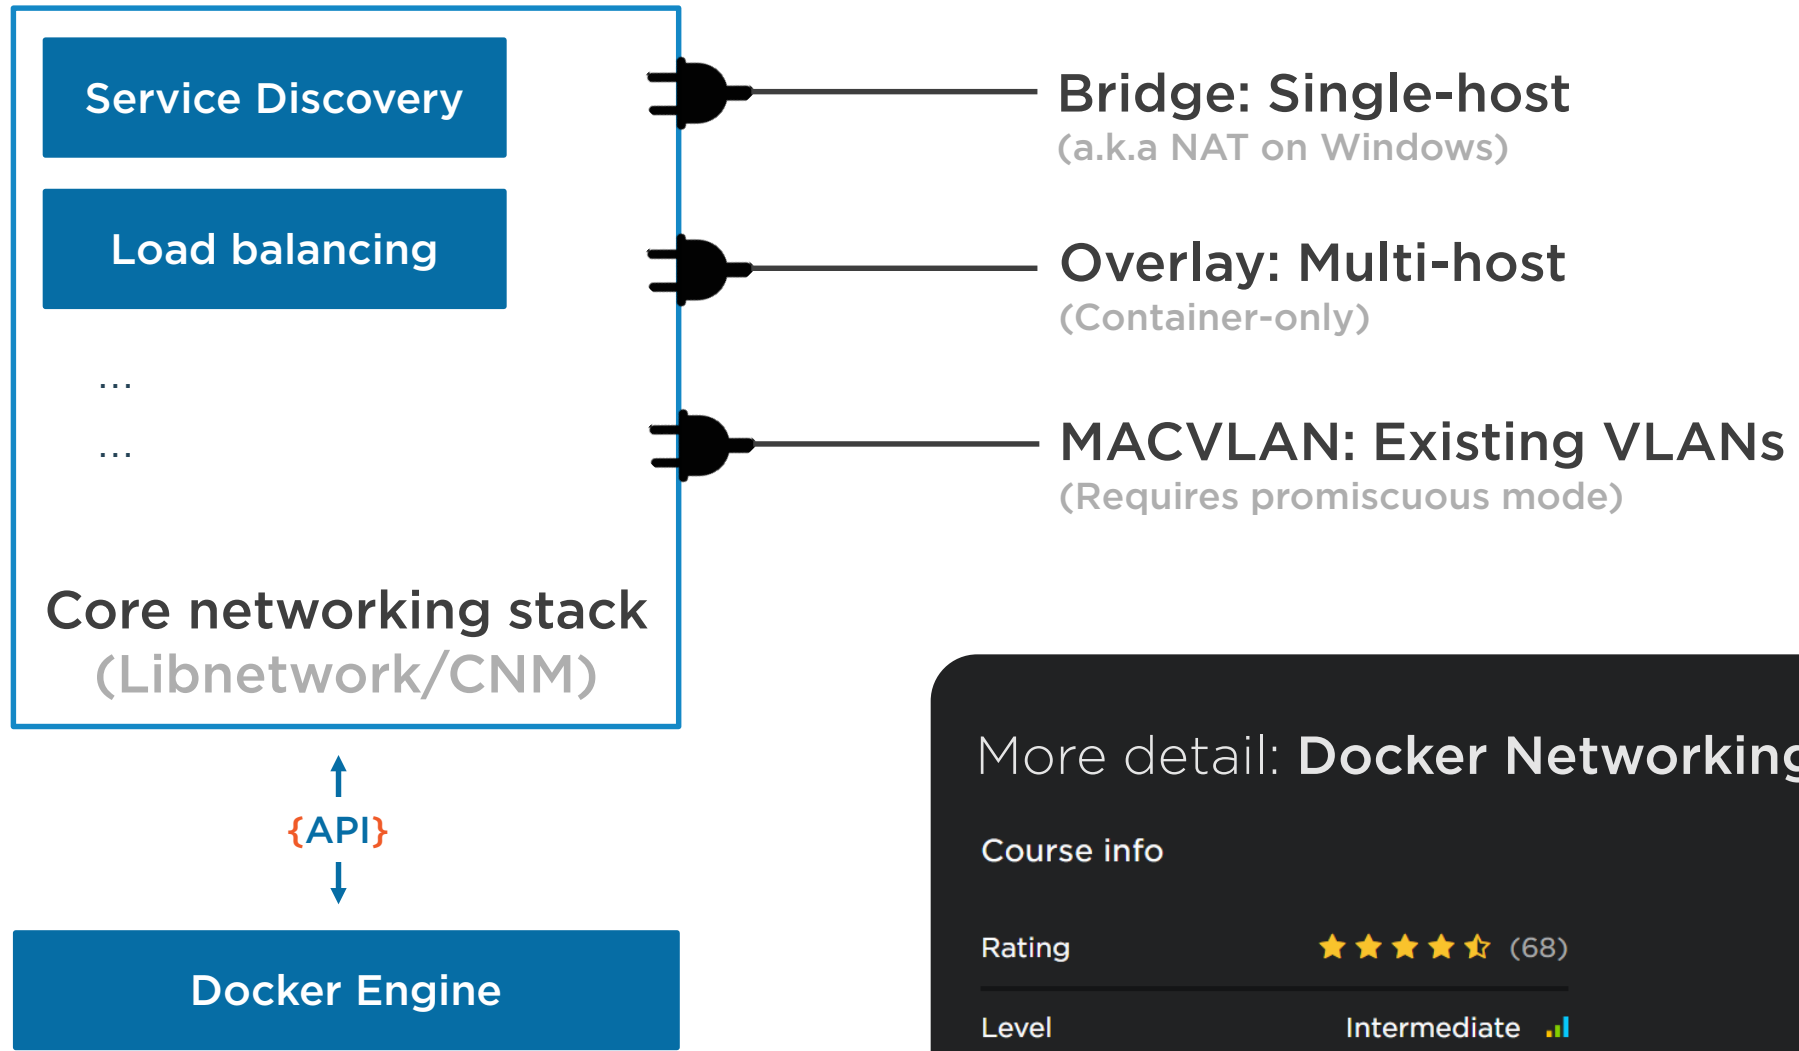 Service Discovery
Load balancing
...
...
Core networking stack
(Libnetwork/CNM)
{API}
Docker Engine
Bridge: Single-host
(a.k.a NAT on Windows)
Overlay: Multi-host
(Container-only)
MACVLAN: Existing VLANs
(Requires promiscuous mode)
More detail: Docker Networking
Course info
Rating (68)
Level Intermediate